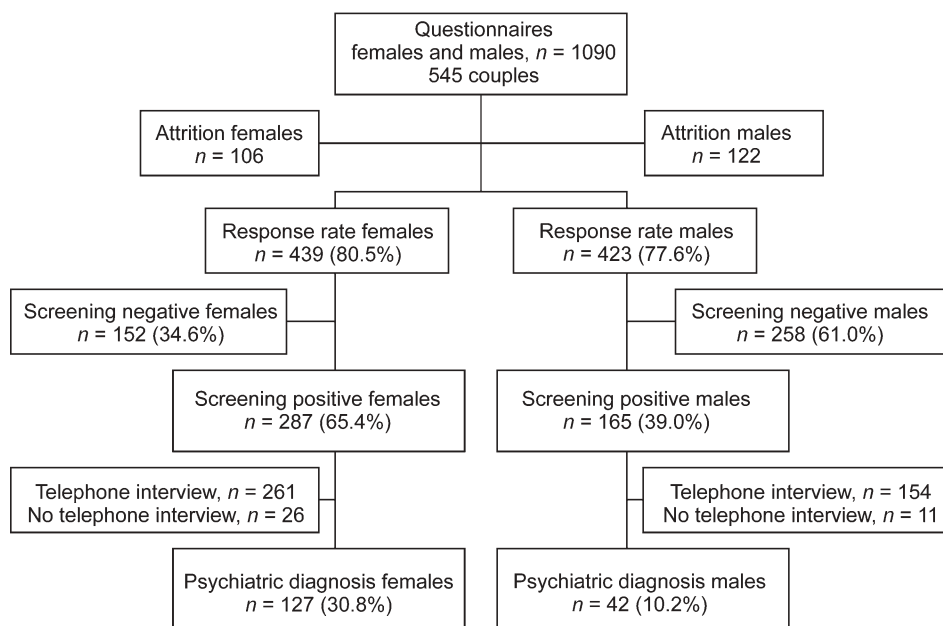 Questionnaires
females and males, n = 1090
545 couples
Attrition females
n = 106
Attrition males
n = 122
Response rate females
n = 439 (80.5%)
Response rate males
n = 423 (77.6%)
Screening negative females
n = 152 (34.6%)
Screening negative males
n = 258 (61.0%)
Screening positive females
n = 287 (65.4%)
Screening positive males
n = 165 (39.0%)
Telephone interview, n = 261
No telephone interview, n = 26
Telephone interview, n = 154
No telephone interview, n = 11
Psychiatric diagnosis females
n = 127 (30.8%)
Psychiatric diagnosis males
n = 42 (10.2%)